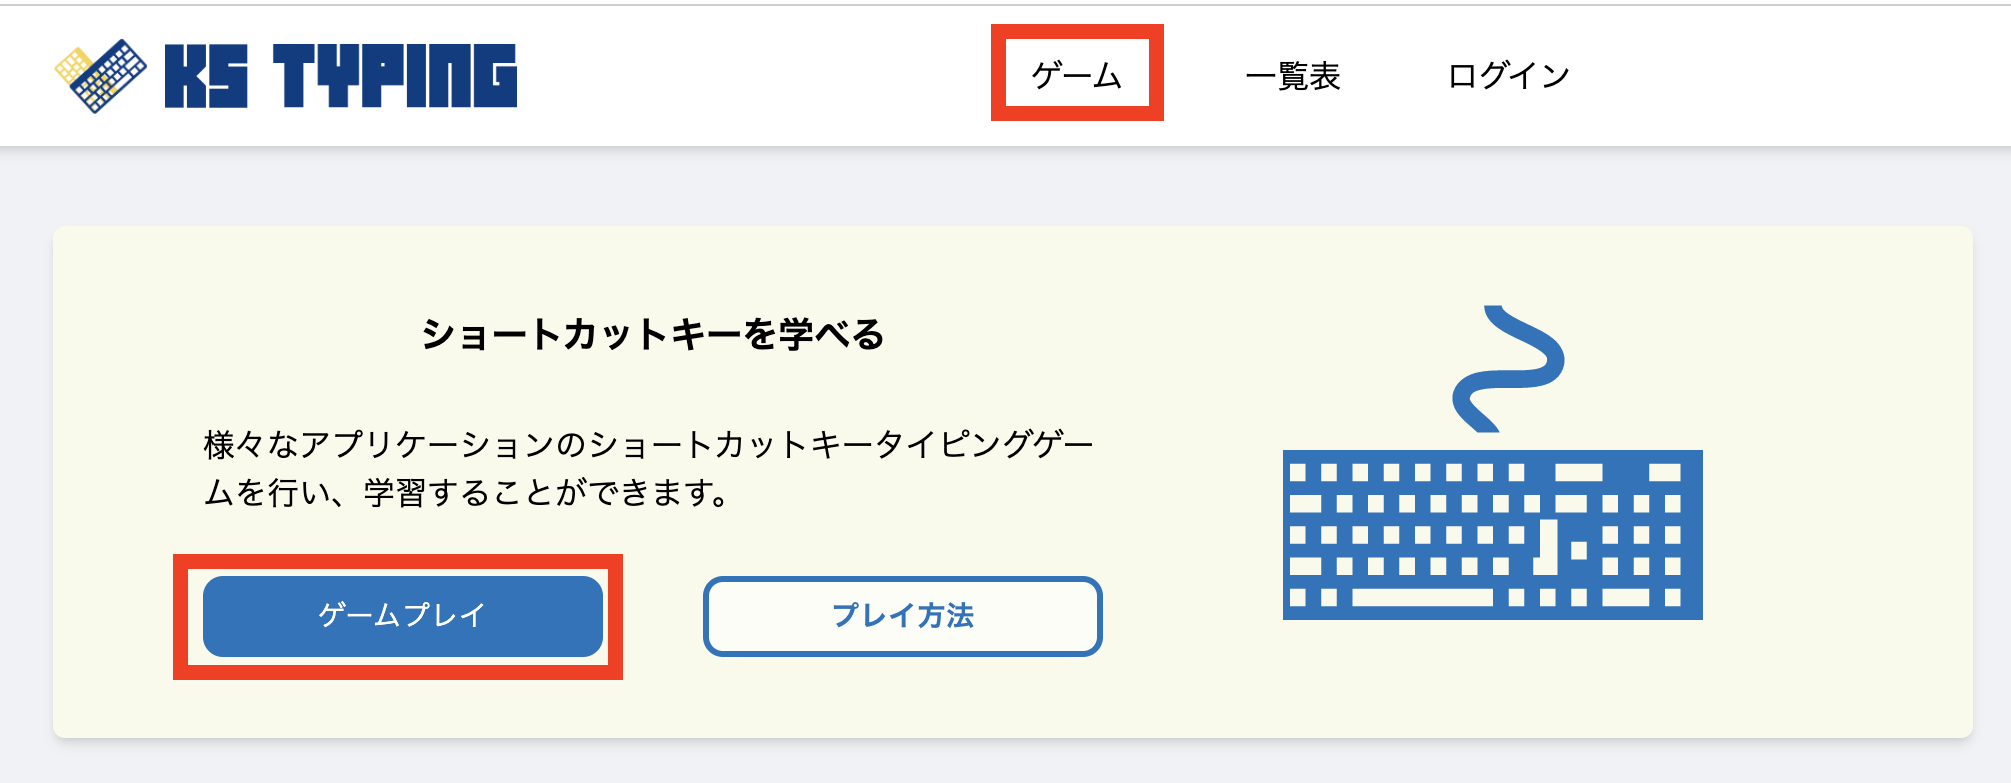 KS TYPING
ゲーム
一覧表
ログイン
ショートカットキーを学べる
様々なアプリケーションのショートカットキータイピングゲー
ムを行い、学習することができます。
ゲームプレイ
プレイ方法